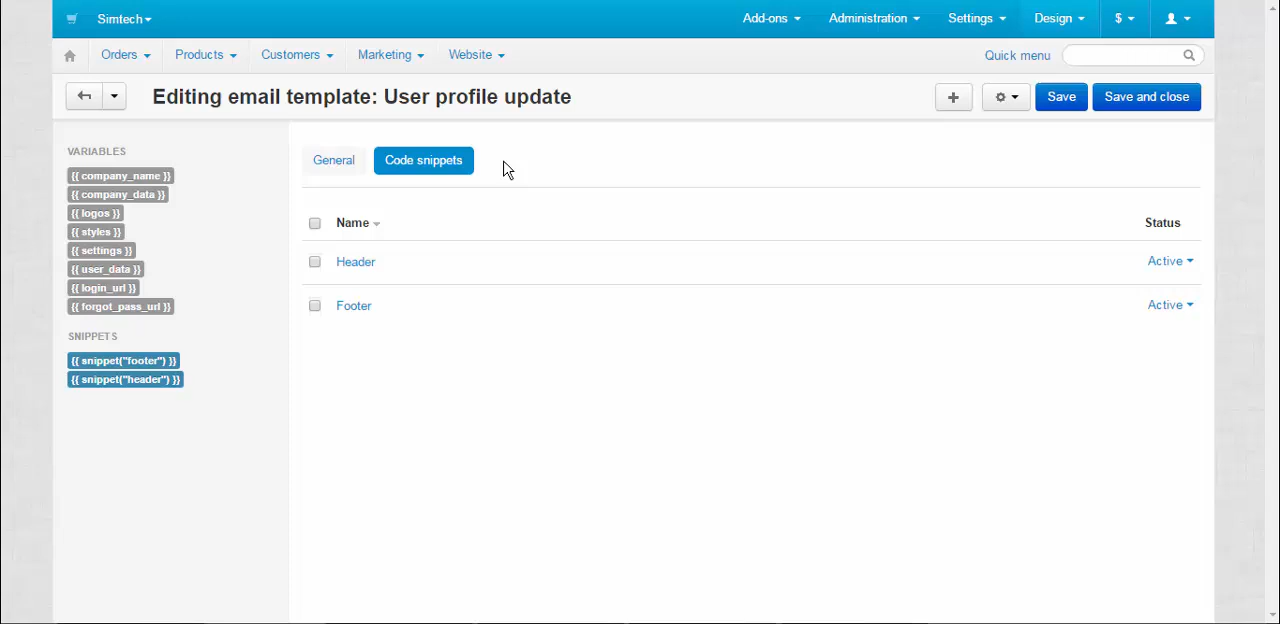 Simtech
Add-ons
Administration
Settings
Design
$
Orders
Products
Customers
Marketing
Website
Quick menu
Editing email template: User profile update
Save
Save and close
VARIABLES
{{ company_name }}
{{ company_data }}
{{ logos }}
{{ styles }}
{{ settings }}
{{ user_data }}
{{ login_url }}
{{ forgot_pass_url }}
SNIPPETS
{{ snippet("footer") }}
{{ snippet("header") }}
General
Code snippets
Name
Status
Header
Active
Footer
Active